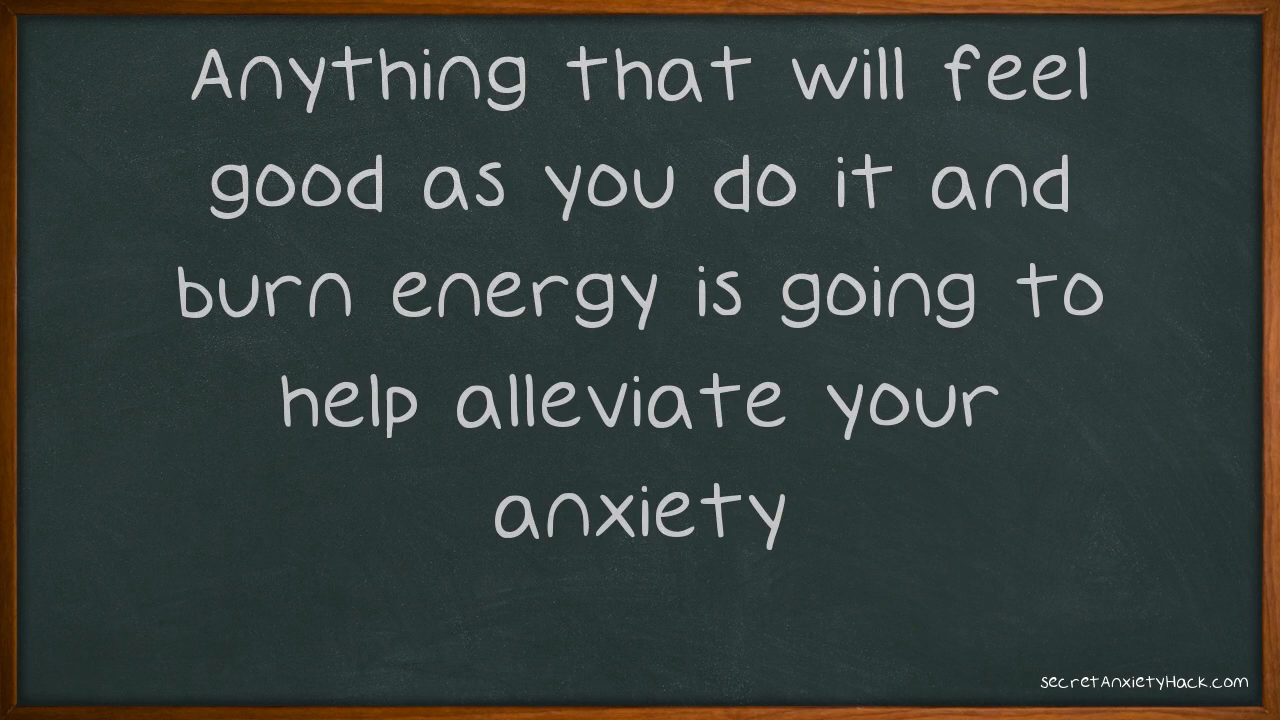 Anything that will feel
good as you do it and
burn energy is going to
help alleviate your
anxiety
secretAnxietyHack.com